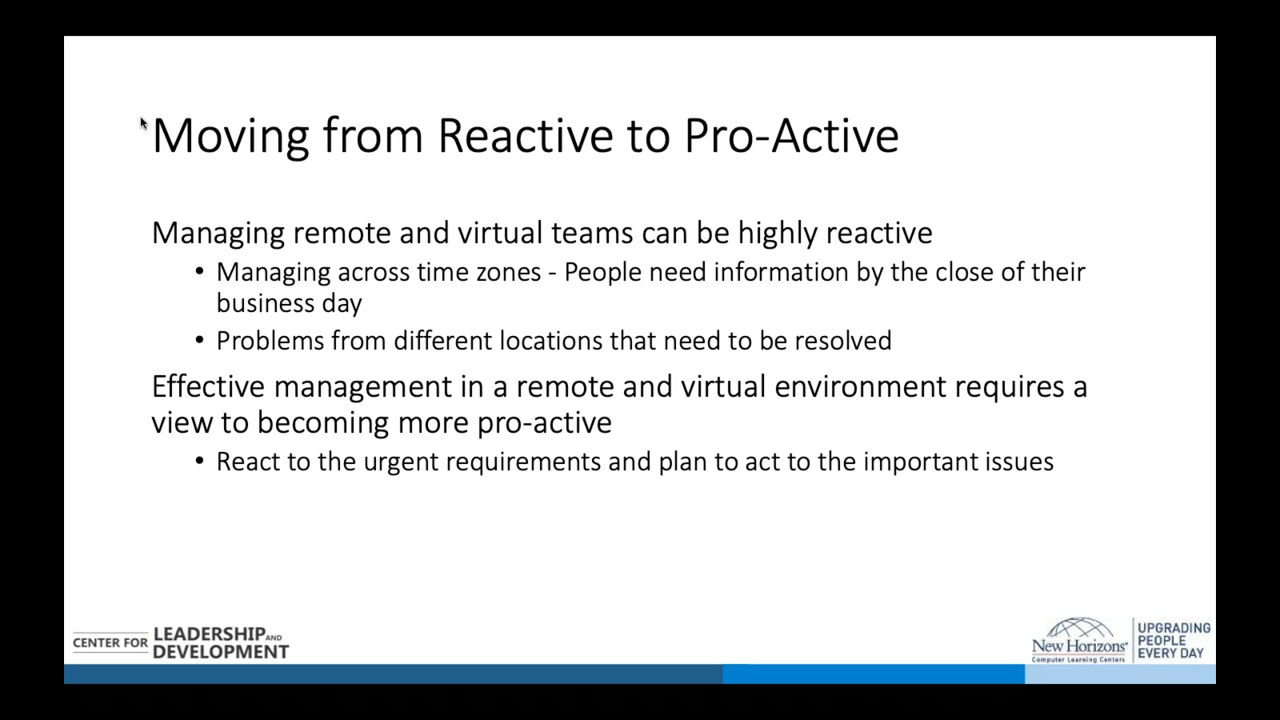 Moving from Reactive to Pro-Active
Managing remote and virtual teams can be highly reactive
• Managing across time zones - People need information by the close of their
business day
• Problems from different locations that need to be resolved
Effective management in a remote and virtual environment requires a
view to becoming more pro-active
• React to the urgent requirements and plan to act to the important issues
CENTER FOR LEADERSHIP AND
DEVELOPMENT
New Horizons®
Computer Learning Centers
UPGRADING
PEOPLE
EVERY DAY